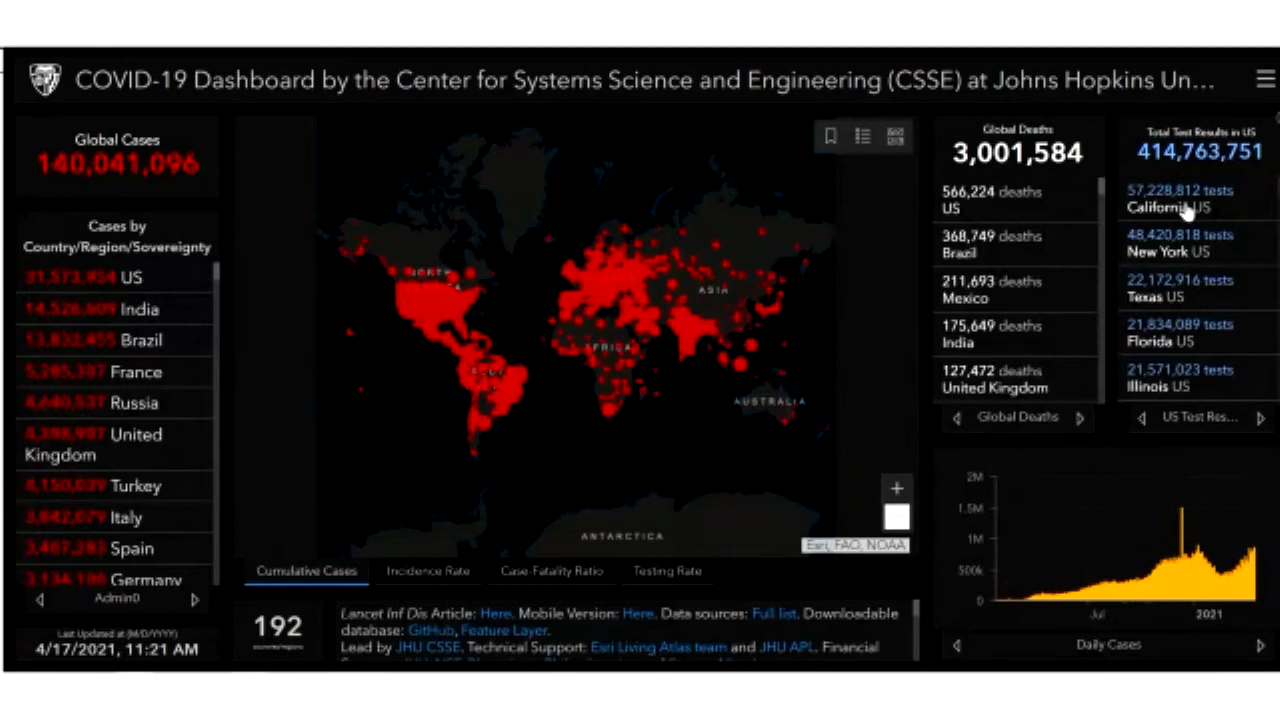 COVID-19 Dashboard by the Center for Systems Science and Engineering (CSSE) at Johns Hopkins Un...
Global Cases
140,041,096
Cases by
Country/Region/Sovereignty
US
India
Brazil
France
Russia
United
Kingdom
Turkey
Italy
Spain
Germany
Admin0
Last Updated at (M/D/YYYY)
4/17/2021, 11:21 AM
NORTH
ASIA
AFRICA
AUSTRALIA
ANTARCTICA
+
Esri, FAO, NOAA
Cumulative Cases
Incidence Rate
Case-Fatality Ratio
Testing Rate
192
countries/regions
Lancet Inf Dis Article: Here. Mobile Version: Here. Data sources: Full list. Downloadable
database: GitHub, Feature Layer.
Lead by JHU CSSE. Technical Support: Esri Living Atlas team and JHU APL. Financial
Global Deaths
3,001,584
566,224 deaths
US
368,749 deaths
Brazil
211,693 deaths
Mexico
175,649 deaths
India
127,472 deaths
United Kingdom
Global Deaths
Total Test Results in US
414,763,751
57,228,812 tests
California US
48,420,818 tests
New York US
22,172,916 tests
Texas US
21,834,089 tests
Florida US
21,571,023 tests
Illinois US
US Test Res...
2M
1.5M
1M
500k
0
Jul
2021
Daily Cases